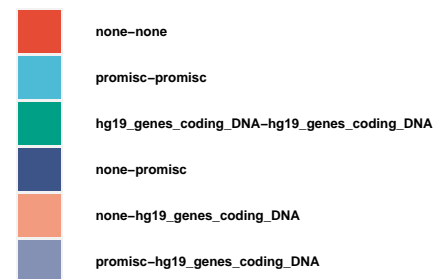 none–none
promisc–promisc
hg19_genes_coding_DNA–hg19_genes_coding_DNA
none–promisc
none–hg19_genes_coding_DNA
promisc–hg19_genes_coding_DNA